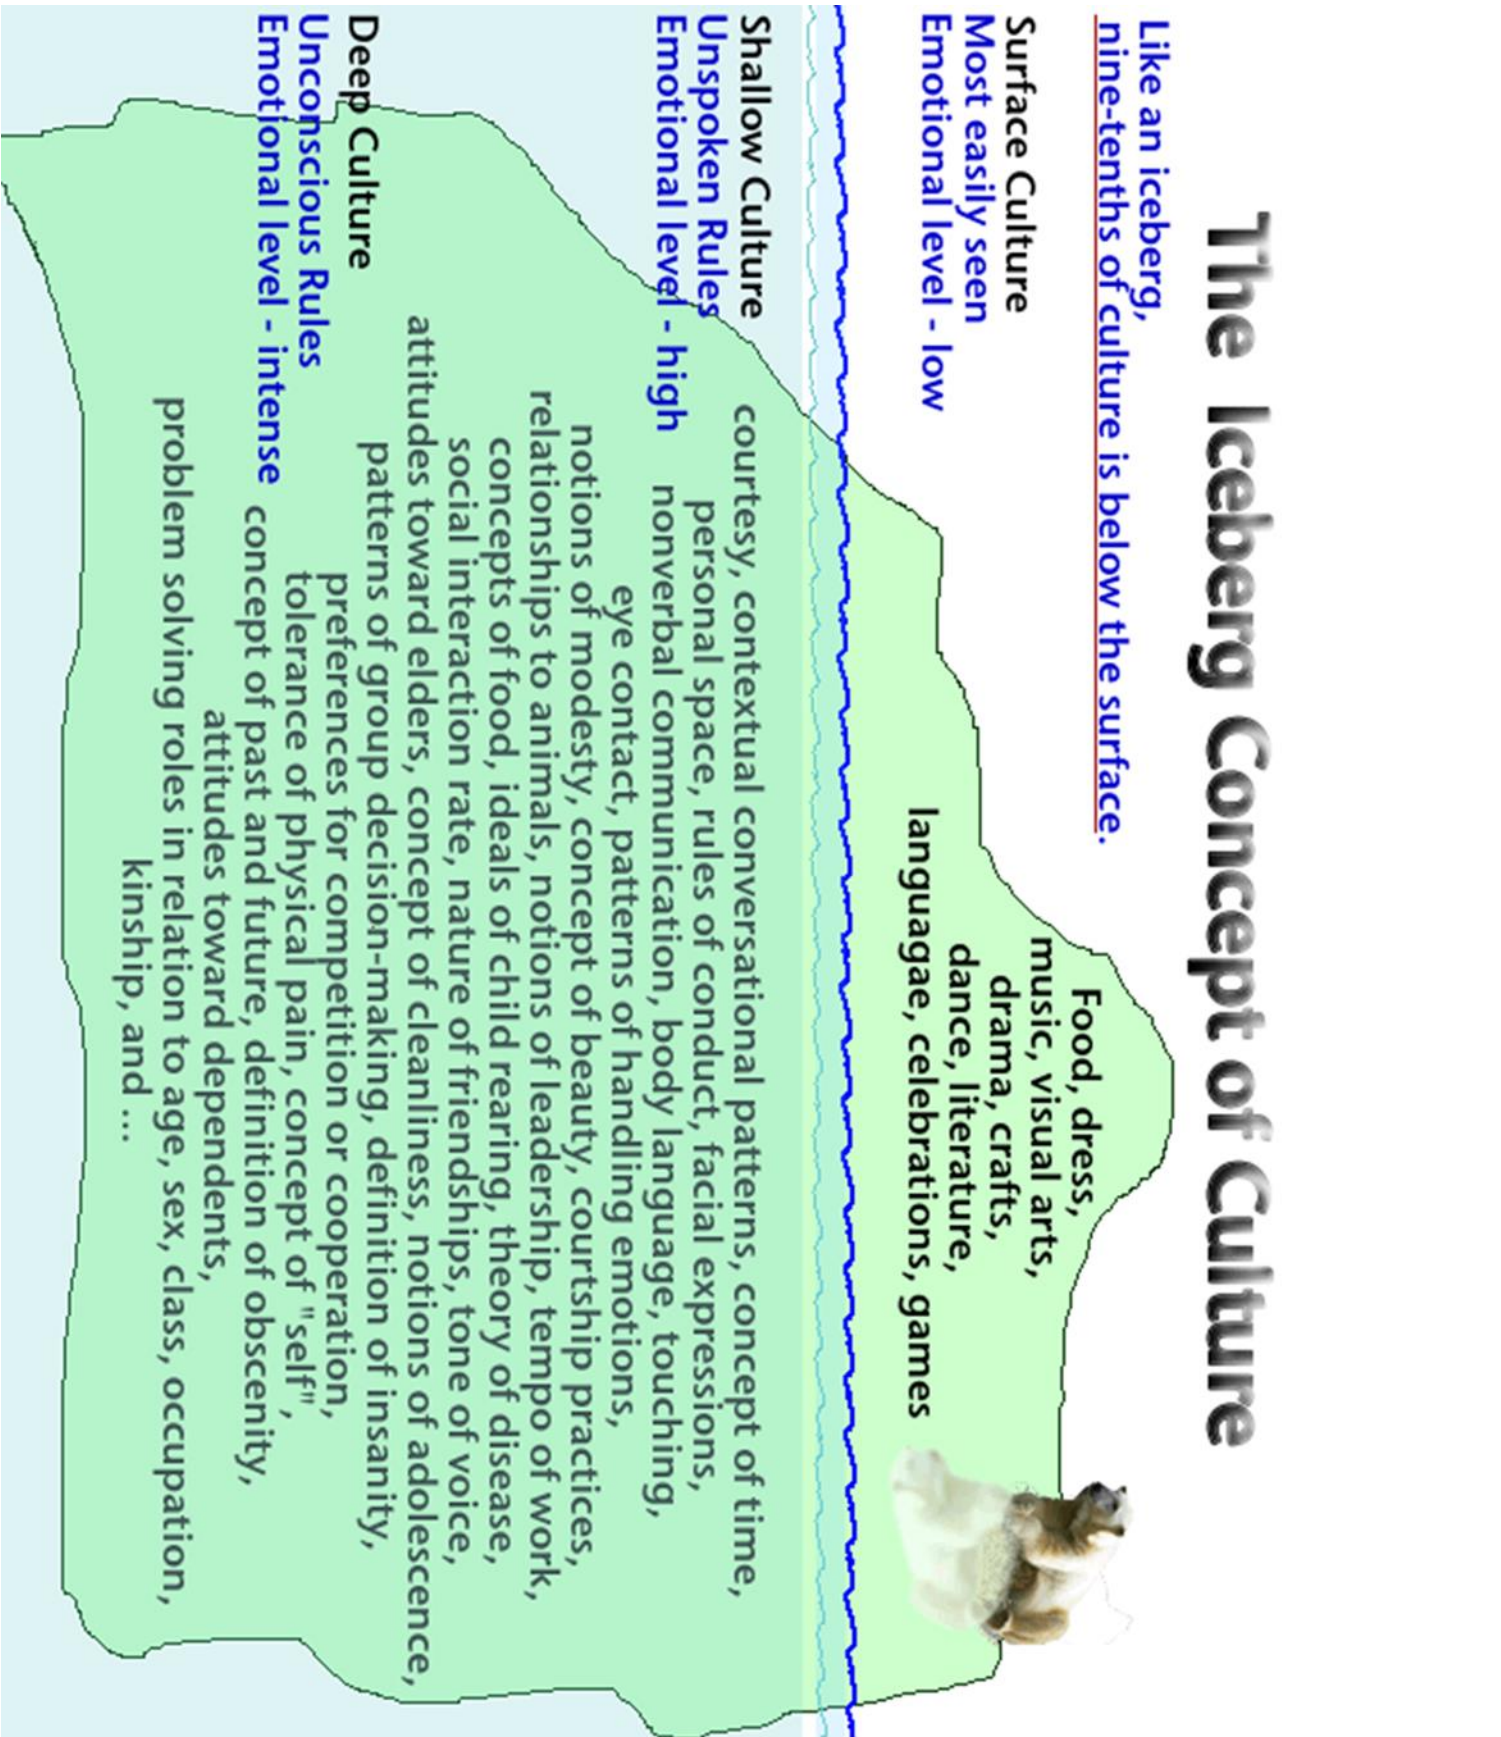 The Iceberg Concept of Culture
Like an iceberg,
nine-tenths of culture is below the surface.
Surface Culture
Most easily seen
Emotional level - low
Food, dress,
music, visual arts,
drama, crafts,
dance, literature,
languagae, celebrations, games
Shallow Culture
Unspoken Rules
Emotional level - high
courtesy, contextual conversational patterns, concept of time,
personal space, rules of conduct, facial expressions,
nonverbal communication, body language, touching,
eye contact, patterns of handling emotions,
notions of modesty, concept of beauty, courtship practices,
relationships to animals, notions of leadership, tempo of work,
concepts of food, ideals of child rearing, theory of disease,
social interaction rate, nature of friendships, tone of voice,
attitudes toward elders, concept of cleanliness, notions of adolescence,
patterns of group decision-making, definition of insanity,
preferences for competition or cooperation,
tolerance of physical pain, concept of "self",
concept of past and future, definition of obscenity,
attitudes toward dependents,
problem solving roles in relation to age, sex, class, occupation,
kinship, and ...
Deep Culture
Unconscious Rules
Emotional level - intense